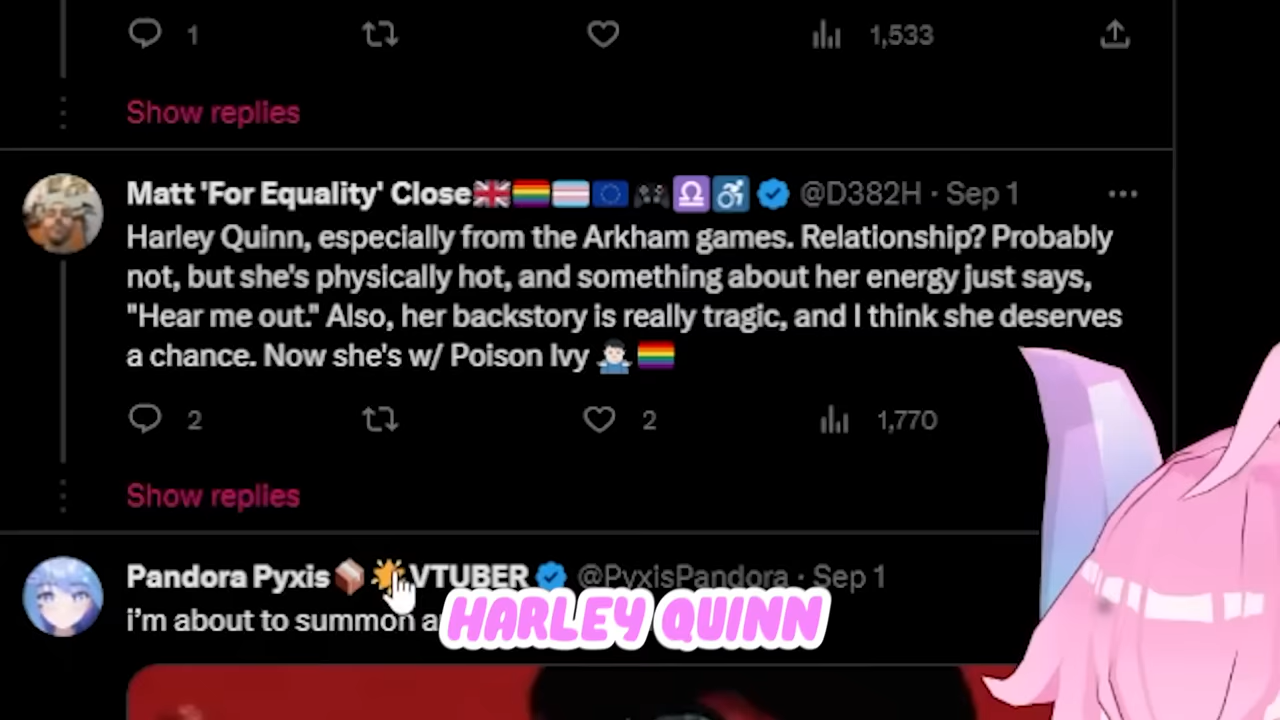 1 1,533
Show replies
Matt 'For Equality' Close🇬🇧🏳️‍🌈🏳️‍⚧️🇪🇺🎮♎♿ @D382H · Sep 1
Harley Quinn, especially from the Arkham games. Relationship? Probably
not, but she's physically hot, and something about her energy just says,
"Hear me out." Also, her backstory is really tragic, and I think she deserves
a chance. Now she's w/ Poison Ivy 🤷🏻‍♂️🏳️‍🌈
2 2 1,770
Show replies
Pandora Pyxis VTUBER @PyxisPandora · Sep 1
i'm about to summon
HARLEY QUINN